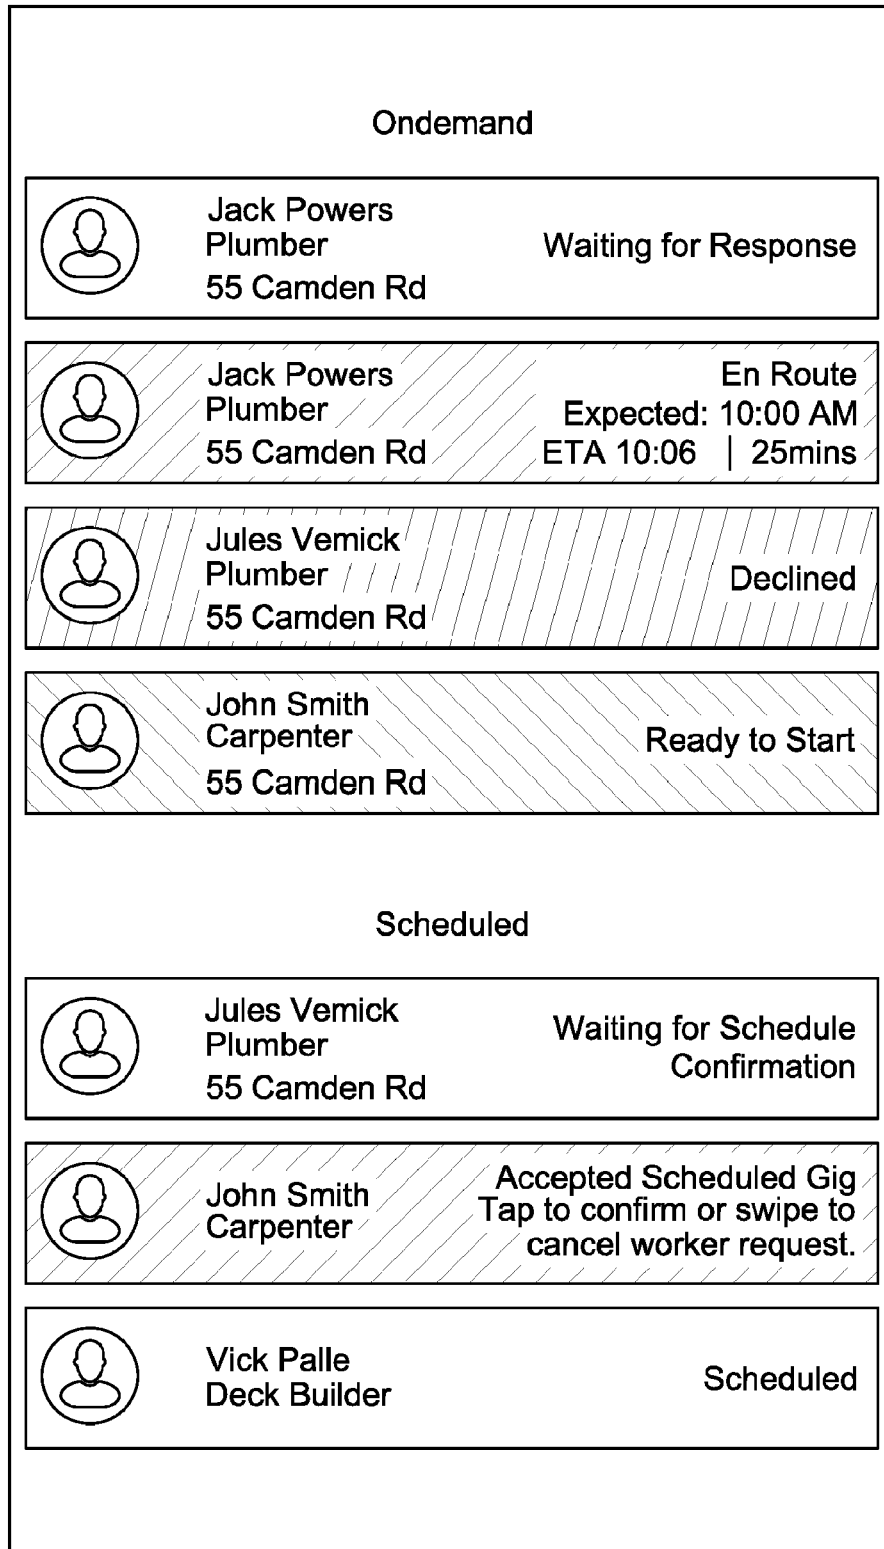 Ondemand
Jack Powers
Plumber
Waiting for Response
55 Camden Rd
Jack Powers
En Route
Plumber
Expected: 10:00 AM
55 Camden Rd
ETA 10:06 | 25mins
Jules Vemick
Plumber
Declined
55 Camden Rd
John Smith
Carpenter
Ready to Start
55 Camden Rd
Scheduled
Jules Vemick
Plumber
Waiting for Schedule
Confirmation
55 Camden Rd
John Smith
Carpenter
Accepted Scheduled Gig
Tap to confirm or swipe to
cancel worker request.
Vick Palle
Deck Builder
Scheduled